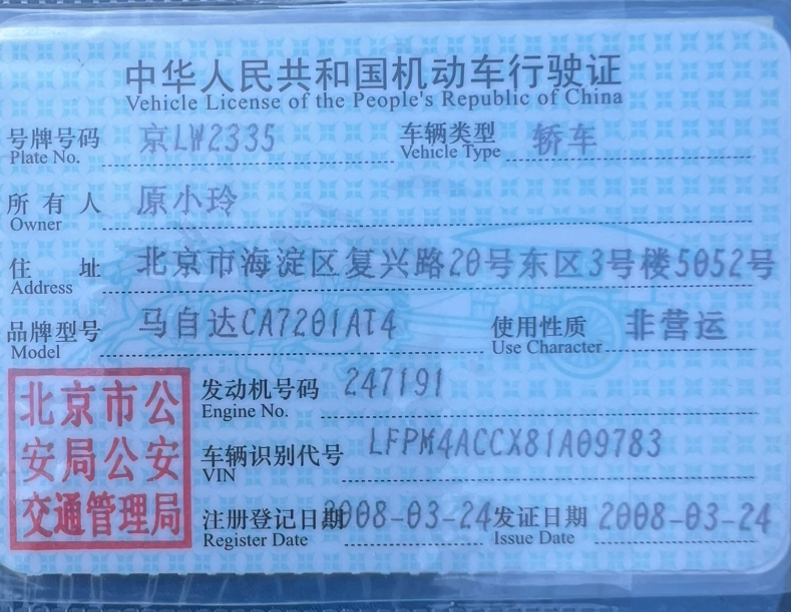 中华人民共和国机动车行驶证
Vehicle License of the People's Republic of China
号牌号码 京LW2335 车辆类型 轿车
Plate No. Vehicle Type
所有人 原小玲
Owner
住址 北京市海淀区复兴路20号东区3号楼5052号
Address
品牌型号 马自达CA7201AT4 使用性质 非营运
Model Use Character
发动机号码 247191
Engine No.
车辆识别代号 LFPM4ACCX81A09783
VIN
注册登记日期 2008-03-24 发证日期 2008-03-24
Register Date Issue Date
北京市公
安局公安
交通管理局